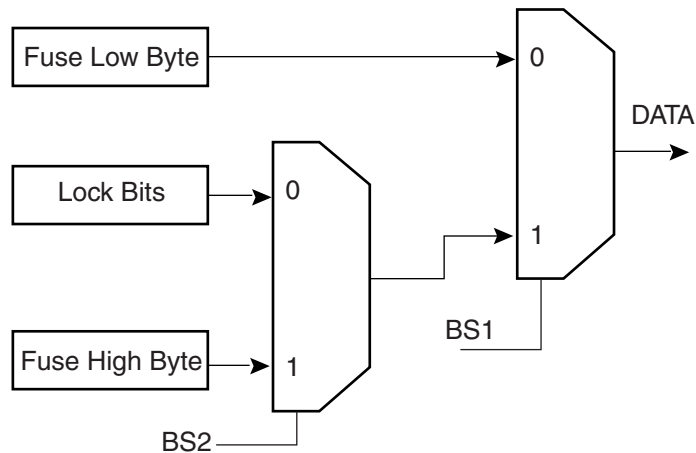 Fuse Low Byte
0
DATA
Lock Bits
0
1
BS1
Fuse High Byte
1
BS2